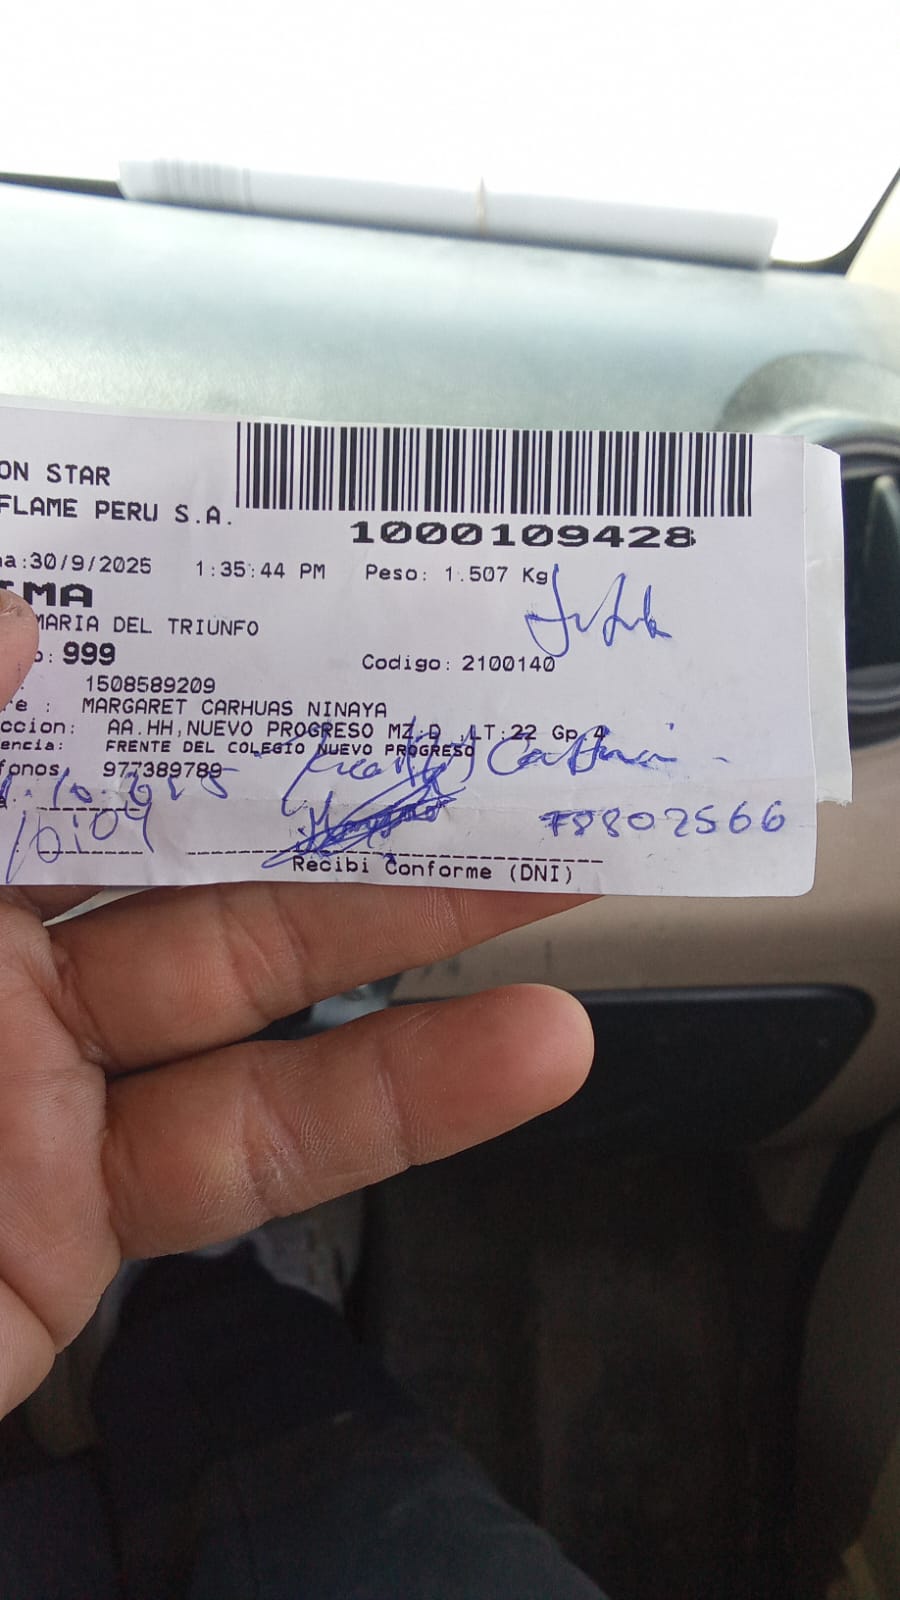 ON STAR
FLAME PERU S.A.
1000109428
a:30/9/2025 1:35:44 PM Peso: 1.507 Kg
MA
MARIA DEL TRIUNFO
o: 999
Codigo: 2100140
1508589209
re : MARGARET CARHUAS NINAYA
ccion: AA.HH,NUEVO PROGRESO MZ.D ,LT.22 Gp 4
encia: FRENTE DEL COLEGIO NUEVO PROGRESO
fonos 977389789
10:04
78802566
Recibi Conforme (DNI)